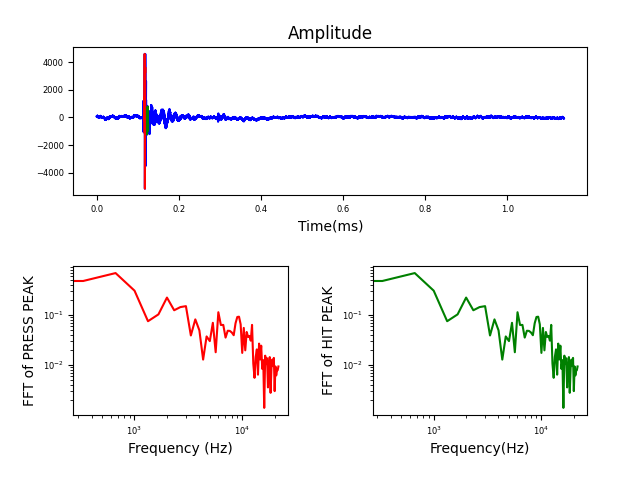 Amplitude
4000
2000
0
−2000
−4000
0.0 0.2 0.4 0.6 0.8 1.0
Time(ms)
FFT of PRESS PEAK
10⁻¹
10⁻²
10³ 10⁴
Frequency (Hz)
FFT of HIT PEAK
10⁻¹
10⁻²
10³ 10⁴
Frequency(Hz)